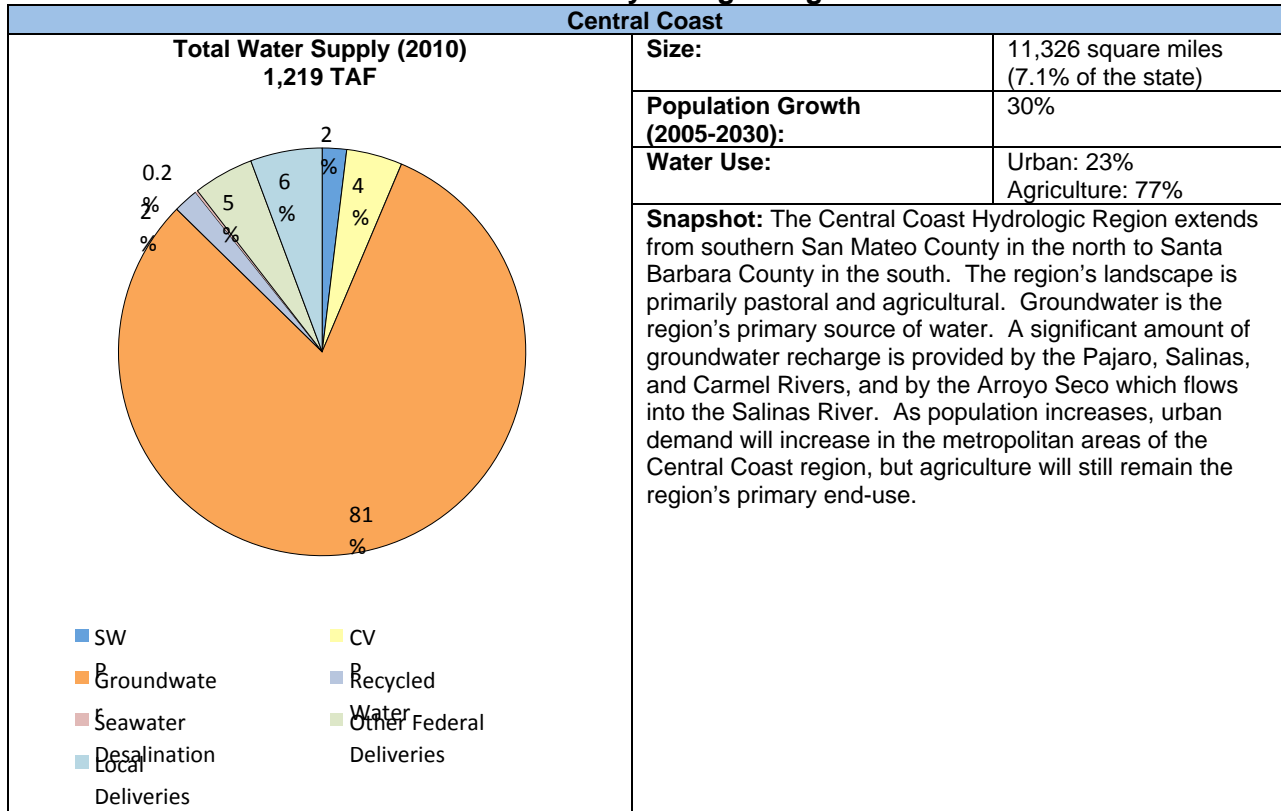 Central Coast
Total Water Supply (2010)
1,219 TAF
2
%
4
%
81
%
2
%
0.2
%
5
%
6
%
SW
P
CV
P
Groundwate
r
Recycled
Water
Seawater
Desalination
Other Federal
Deliveries
Local
Deliveries
Size:
11,326 square miles
(7.1% of the state)
Population Growth
(2005-2030):
30%
Water Use:
Urban: 23%
Agriculture: 77%
Snapshot: The Central Coast Hydrologic Region extends
from southern San Mateo County in the north to Santa
Barbara County in the south.  The region’s landscape is
primarily pastoral and agricultural.  Groundwater is the
region’s primary source of water.  A significant amount of
groundwater recharge is provided by the Pajaro, Salinas,
and Carmel Rivers, and by the Arroyo Seco which flows
into the Salinas River.  As population increases, urban
demand will increase in the metropolitan areas of the
Central Coast region, but agriculture will still remain the
region’s primary end-use.